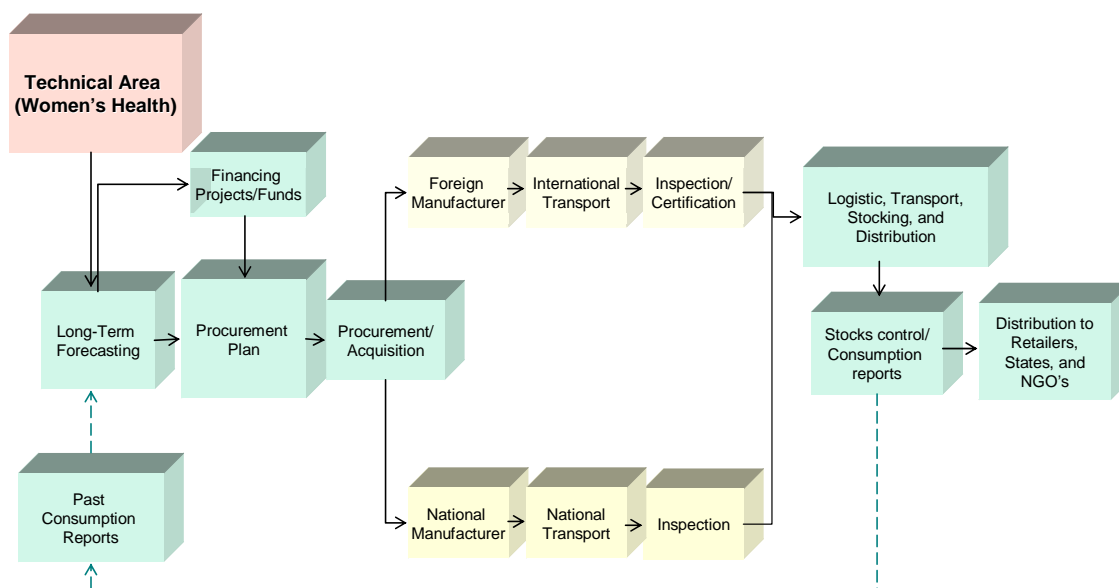 Technical Area
(Women's Health)
Financing
Projects/Funds
Foreign
Manufacturer
International
Transport
Inspection/
Certification
Logistic, Transport,
Stocking, and
Distribution
Long-Term
Forecasting
Procurement
Plan
Procurement/
Acquisition
Stocks control/
Consumption
reports
Distribution to
Retailers,
States, and
NGO's
Past
Consumption
Reports
National
Manufacturer
National
Transport
Inspection